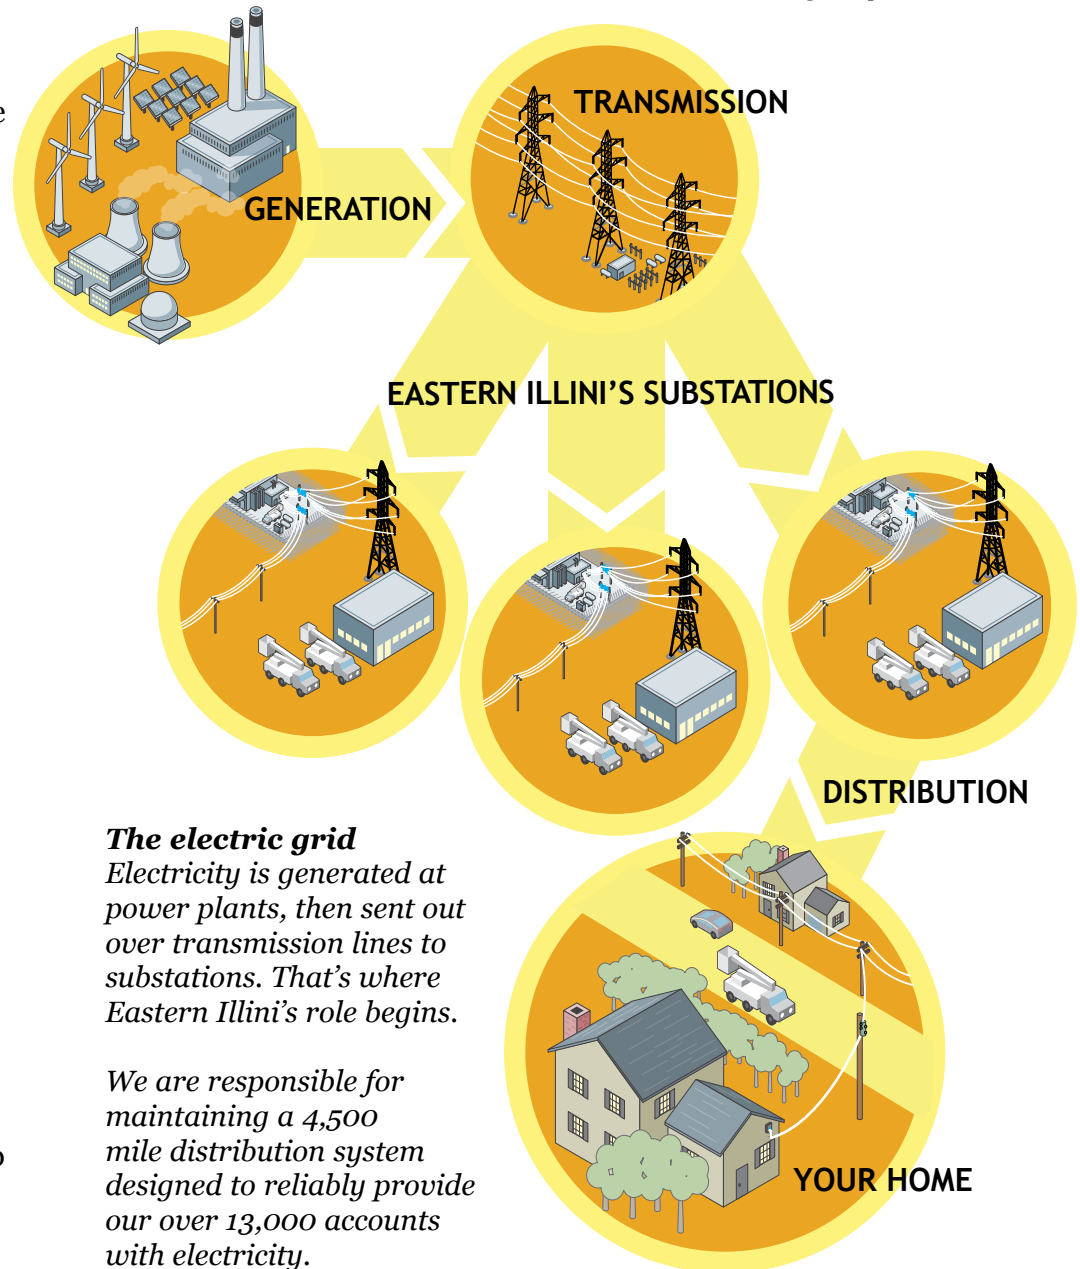 TRANSMISSION
GENERATION
EASTERN ILLINI’S SUBSTATIONS
DISTRIBUTION
The electric grid
Electricity is generated at
power plants, then sent out
over transmission lines to
substations. That’s where
Eastern Illini’s role begins.
We are responsible for
maintaining a 4,500
mile distribution system
designed to reliably provide
our over 13,000 accounts
with electricity.
YOUR HOME